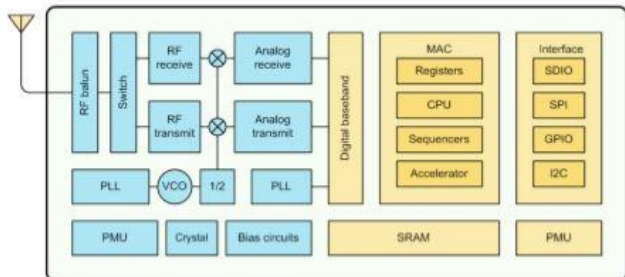 RF balun
Switch
RF
receive
Analog
receive
RF
transmit
Analog
transmit
PLL
VCO
1/2
PLL
Digital baseband
MAC
Registers
CPU
Sequencers
Accelerator
Interface
SDIO
SPI
GPIO
I2C
PMU
Crystal
Bias circuits
SRAM
PMU